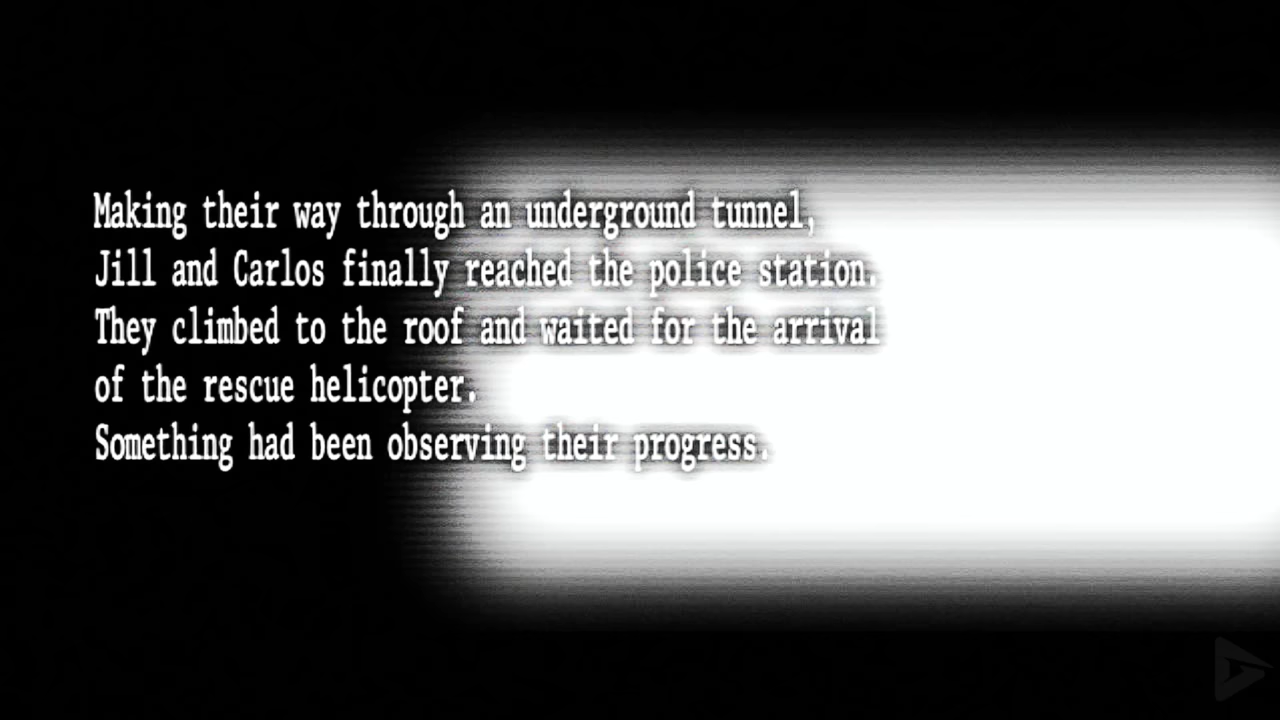 Making their way through an underground tunnel,
Jill and Carlos finally reached the police station.
They climbed to the roof and waited for the arrival
of the rescue helicopter.
Something had been observing their progress.